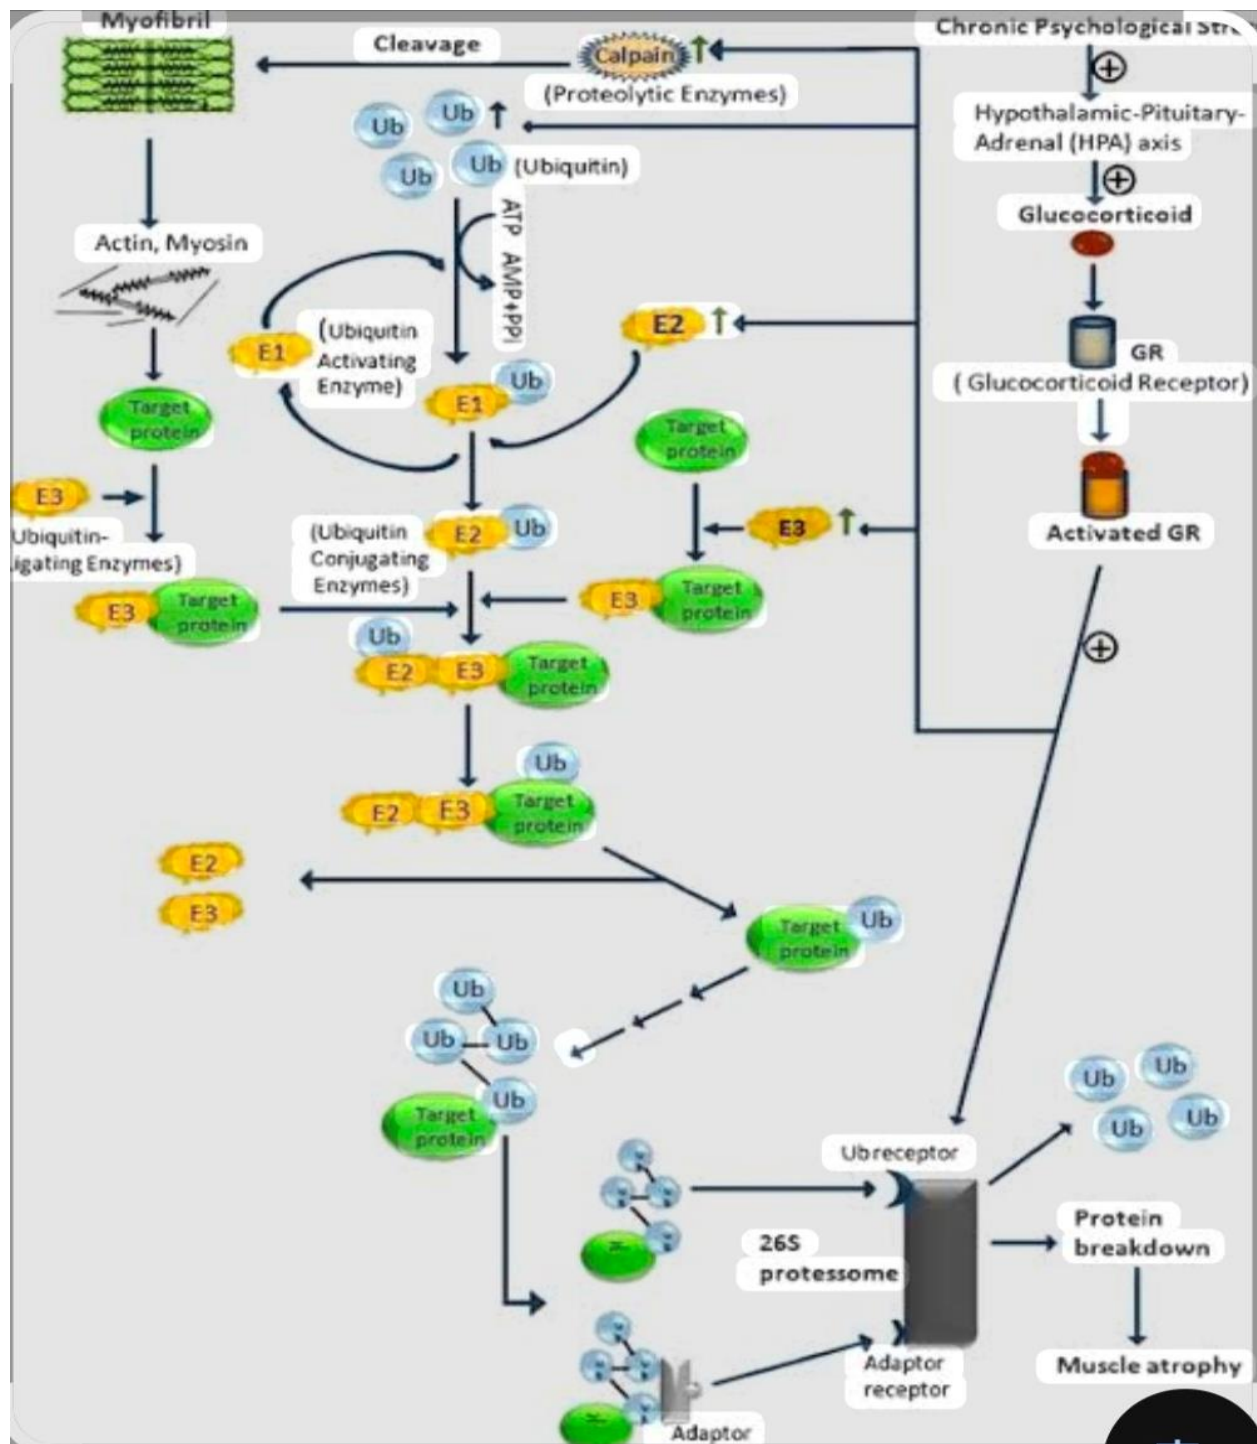 Myofibril
Cleavage
Calpain
(Proteolytic Enzymes)
Chronic Psychological
Hypothalamic-Pituitary-
Adrenal (HPA) axis
Glucocorticoid
GR
( Glucocorticoid Receptor)
Activated GR
Ub
Ub
Ub
Ub
(Ubiquitin)
ATP AMP+PPi
Actin, Myosin
E1
(Ubiquitin
Activating
Enzyme)
E2
E1
Ub
Target
protein
Target
protein
E3
Ubiquitin-
igating Enzymes)
(Ubiquitin
Conjugating
Enzymes)
E2
Ub
E3
E3
Target
protein
E3
Target
protein
Ub
E2
E3
Target
protein
Ub
E2
E3
Target
protein
E2
E3
Target
protein
Ub
Ub
Ub
Ub
Ub
Target
protein
Ub receptor
26S
protessome
Ub
Ub
Ub
Ub
Protein
breakdown
Muscle atrophy
Adaptor
receptor
Adaptor